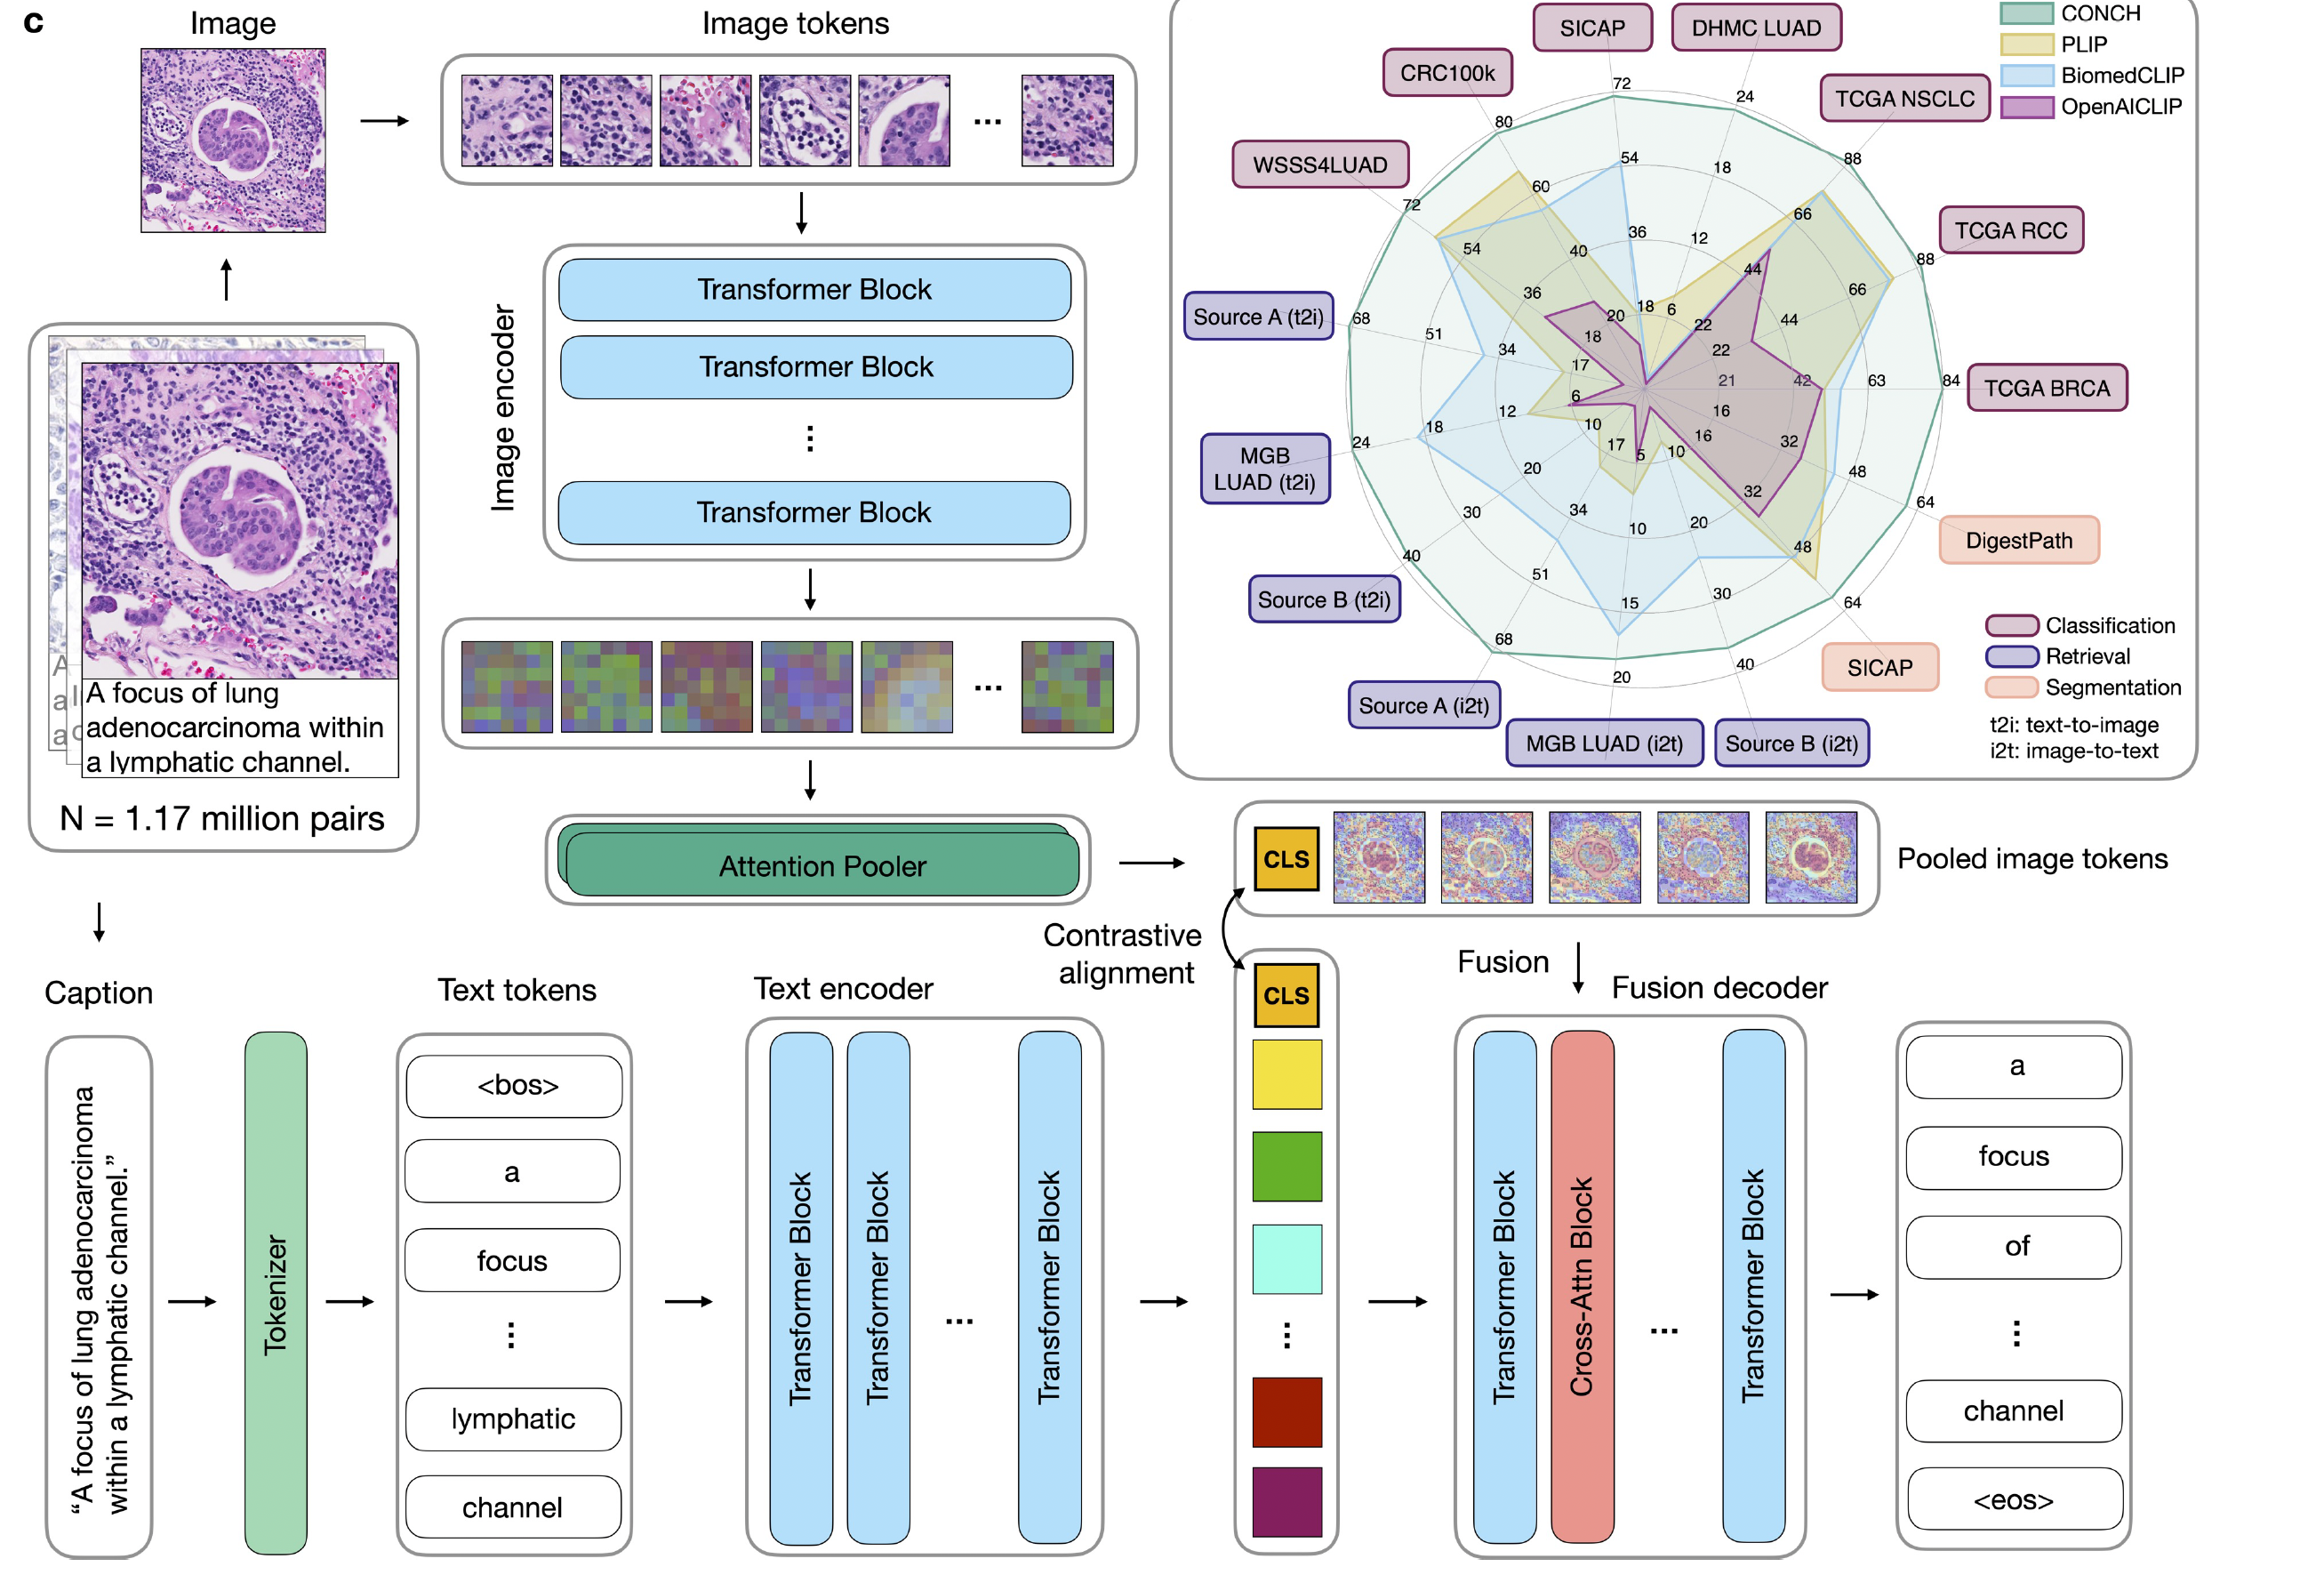 c
Image
Image tokens
A focus of lung
adenocarcinoma within
a lymphatic channel.
A
al
a
c
N = 1.17 million pairs
Image encoder
Transformer Block
Transformer Block
⋮
Transformer Block
...
...
Attention Pooler
CONCH
PLIP
BiomedCLIP
OpenAICLIP
SICAP
DHMC LUAD
CRC100k
TCGA NSCLC
WSSS4LUAD
TCGA RCC
Source A (t2i)
TCGA BRCA
MGB
LUAD (t2i)
DigestPath
Source B (t2i)
SICAP
Source A (i2t)
MGB LUAD (i2t)
Source B (i2t)
72
54
36
18
24
18
12
6
88
66
44
22
88
66
44
22
84
63
42
21
64
48
32
16
64
48
32
16
40
30
20
10
20
15
10
5
68
51
34
17
40
30
20
10
24
18
12
6
68
51
34
17
72
54
36
18
80
60
40
20
Classification
Retrieval
Segmentation
t2i: text-to-image
i2t: image-to-text
CLS
Pooled image tokens
Contrastive
alignment
Fusion
Caption
Text tokens
Text encoder
CLS
Fusion decoder
“A focus of lung adenocarcinoma
within a lymphatic channel.”
Tokenizer
<bos>
a
focus
⋮
lymphatic
channel
Transformer Block
Transformer Block
...
Transformer Block
⋮
Transformer Block
Cross-Attn Block
...
Transformer Block
a
focus
of
⋮
channel
<eos>